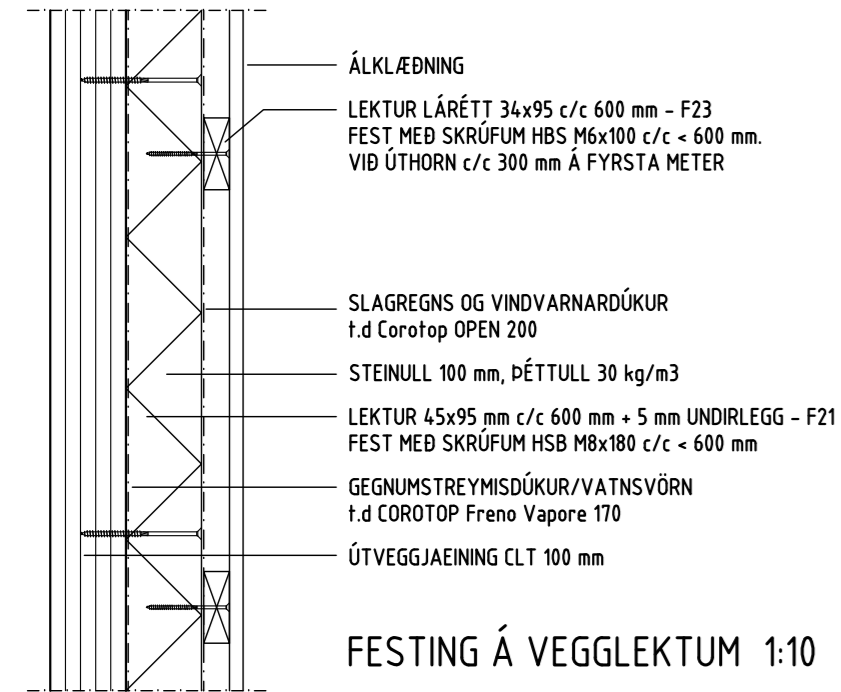 ÁLKLÆÐNING
LEKTUR LÁRÉTT 34x95 c/c 600 mm - F23
FEST MEÐ SKRÚFUM HBS M6x100 c/c < 600 mm.
VIÐ ÚTHORN c/c 300 mm Á FYRSTA METER
SLAGREGNS OG VINDVARNARDÚKUR
t.d Corotop OPEN 200
STEINULL 100 mm, ÞÉTTULL 30 kg/m3
LEKTUR 45x95 mm c/c 600 mm + 5 mm UNDIRLEGG - F21
FEST MEÐ SKRÚFUM HSB M8x180 c/c < 600 mm
GEGNUMSTREYMISDÚKUR/VATNSVÖRN
t.d COROTOP Freno Vapore 170
ÚTVEGGJAEINING CLT 100 mm
FESTING Á VEGGLEKTUM 1:10